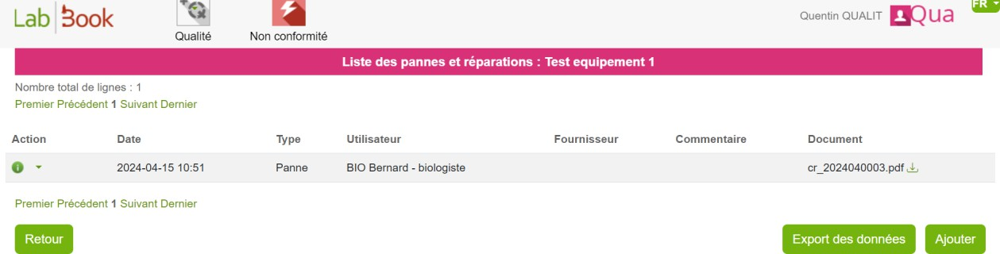 Lab Book
Qualité
Non conformité
Quentin QUALIT
Qua
FR
Liste des pannes et réparations : Test equipement 1
Nombre total de lignes : 1
Premier Précédent 1 Suivant Dernier
Action Date Type Utilisateur Fournisseur Commentaire Document
2024-04-15 10:51 Panne BIO Bernard - biologiste cr_2024040003.pdf
Premier Précédent 1 Suivant Dernier
Retour Export des données Ajouter